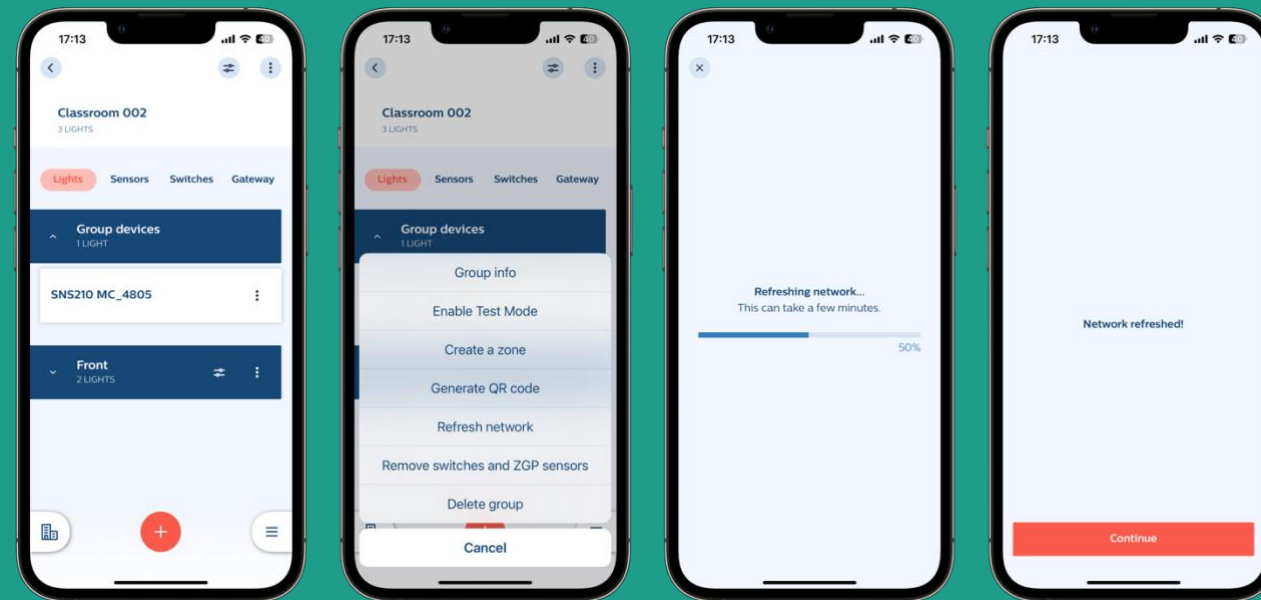 17:13
Classroom 002
3 LIGHTS
Lights Sensors Switches Gateway
Group devices
1 LIGHT
SNS210 MC_4805
Front
2 LIGHTS
17:13
Classroom 002
3 LIGHTS
Lights Sensors Switches Gateway
Group devices
1 LIGHT
Group info
Enable Test Mode
Create a zone
Generate QR code
Refresh network
Remove switches and ZGP sensors
Delete group
Cancel
17:13
Refreshing network...
This can take a few minutes.
50%
17:13
Network refreshed!
Continue